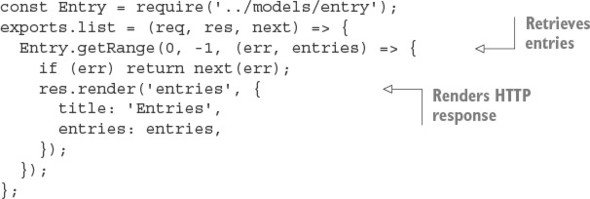 const Entry = require('../models/entry');
exports.list = (req, res, next) => {
  Entry.getRange(0, -1, (err, entries) => {
    if (err) return next(err);
    res.render('entries', {
      title: 'Entries',
      entries: entries,
    });
  });
};
Retrieves
entries
Renders HTTP
response